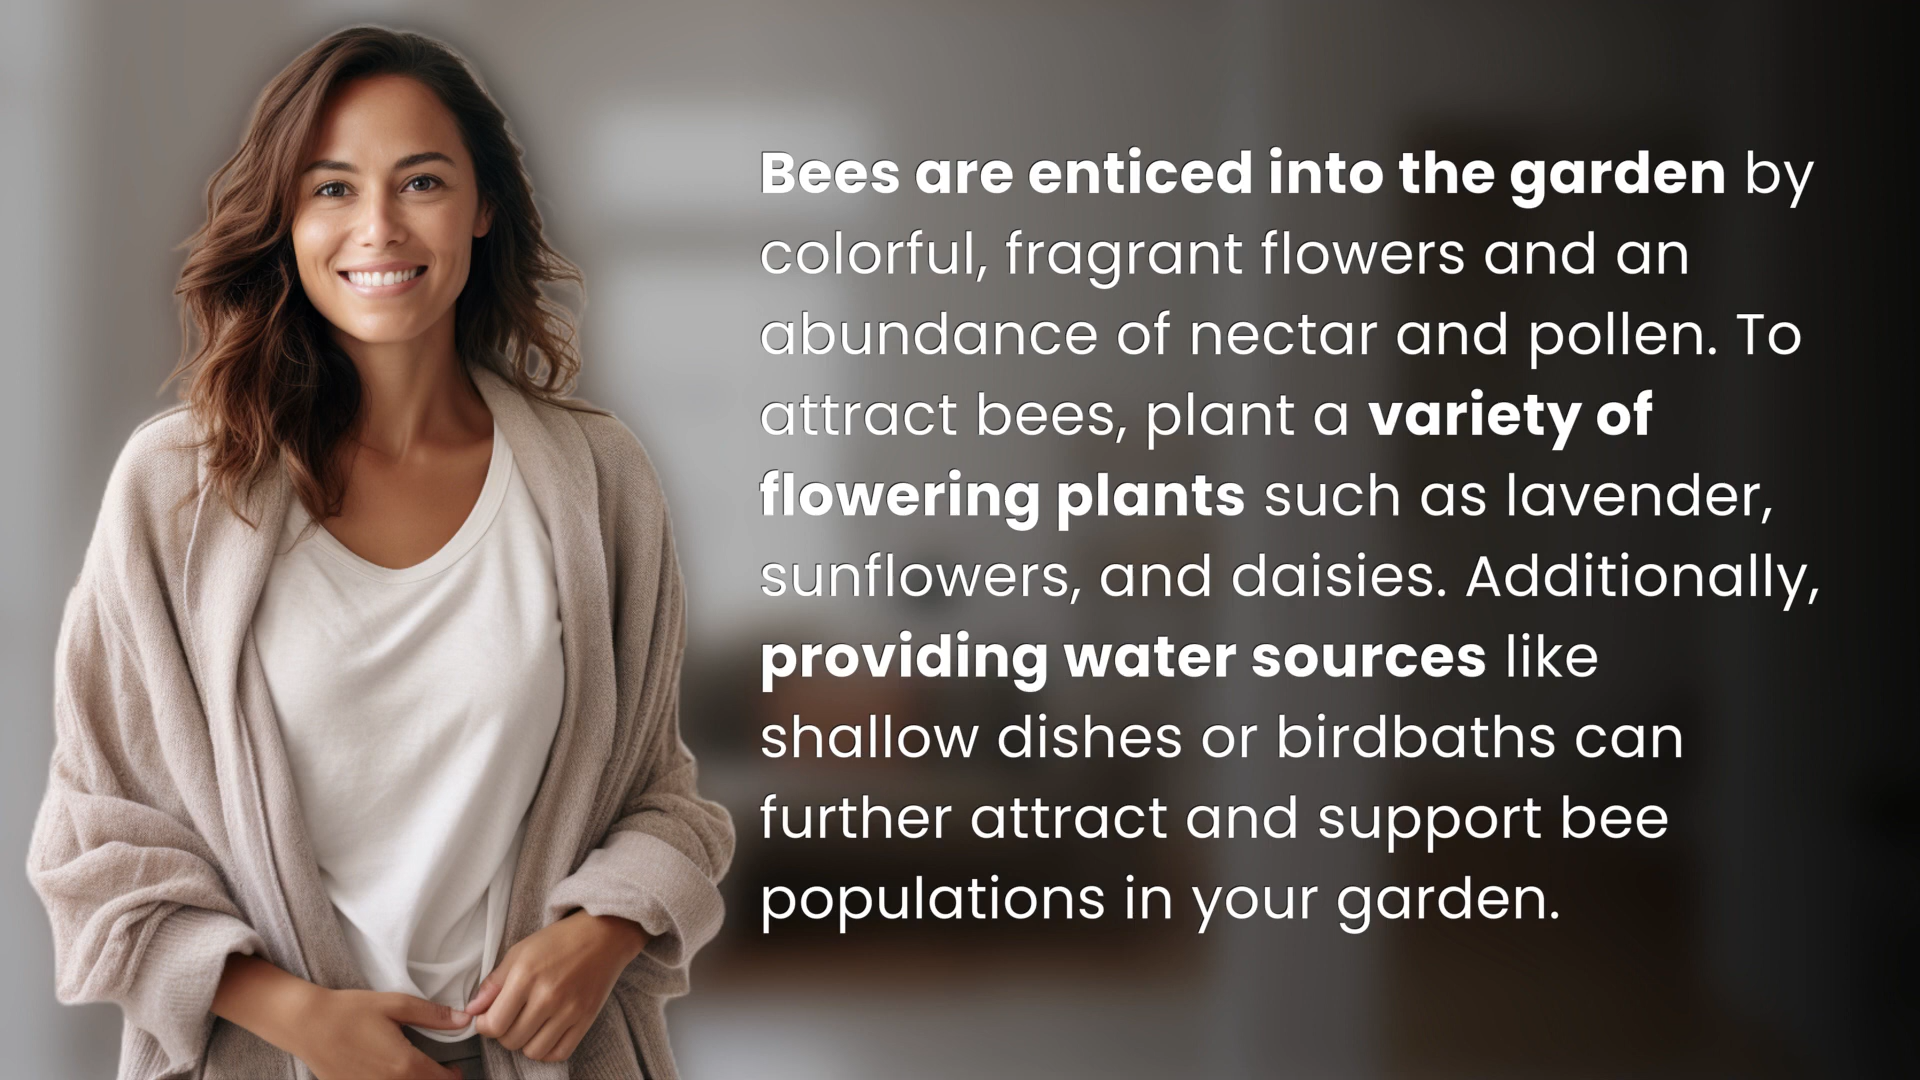 Bees are enticed into the garden by
colorful, fragrant flowers and an
abundance of nectar and pollen. To
attract bees, plant a variety of
flowering plants such as lavender,
sunflowers, and daisies. Additionally,
providing water sources like
shallow dishes or birdbaths can
further attract and support bee
populations in your garden.